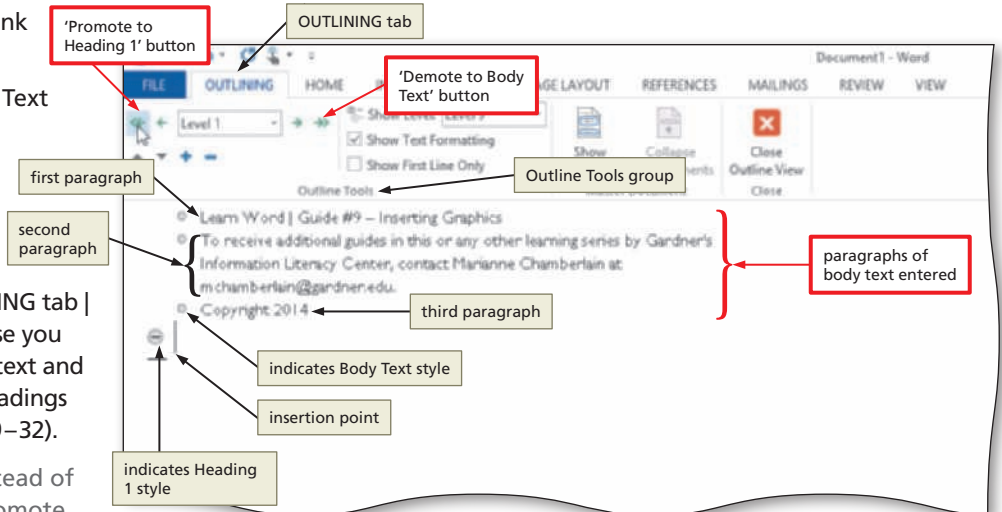 nk
Text
ING tab |
se you
text and
adings
–32).
tead of
omote
'Promote to
Heading 1' button
OUTLINING tab
Document1 - Word
FILE OUTLINING HOME GE LAYOUT REFERENCES MAILINGS REVIEW VIEW
'Demote to Body
Text' button
Level 1
Show Level
Show Text Formatting
Show First Line Only
Outline Tools
Show
Collapse
Close
Outline View
Close
first paragraph
Outline Tools group
second
paragraph
Learn Word | Guide #9 – Inserting Graphics
To receive additional guides in this or any other learning series by Gardner's
Information Literacy Center, contact Marianne Chamberlain at
mchamberlain@gardner.edu.
Copyright 2014
paragraphs of
body text entered
third paragraph
indicates Body Text style
insertion point
indicates Heading
1 style